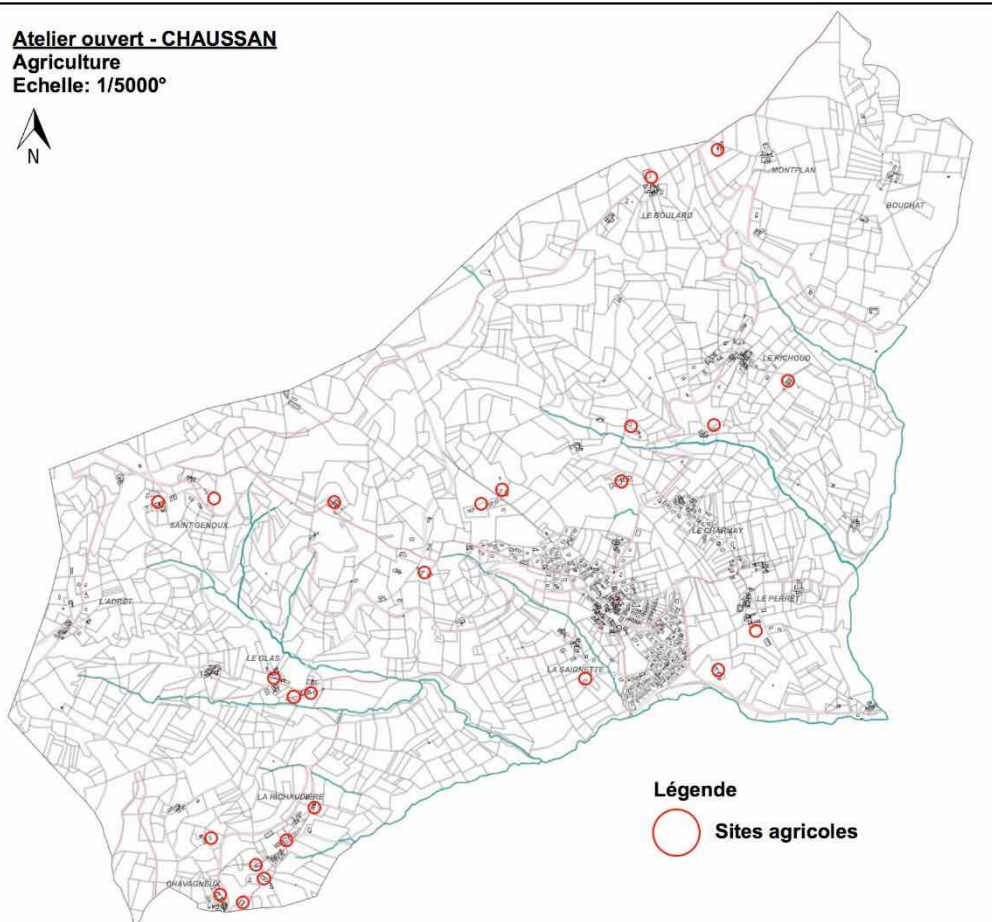 Atelier ouvert - CHAUSSAN
Agriculture
Echelle: 1/5000°
N
MONTPLAN
BOUCHAT
LE BOULARD
LE RICHOUD
SAINT GENOUX
LE CHARMAY
L'ADRET
LE PERRET
LE GLAS
LA SAIGNETTE
Légende
Sites agricoles
LA RICHAUDIERE
CHAVAGNEUX